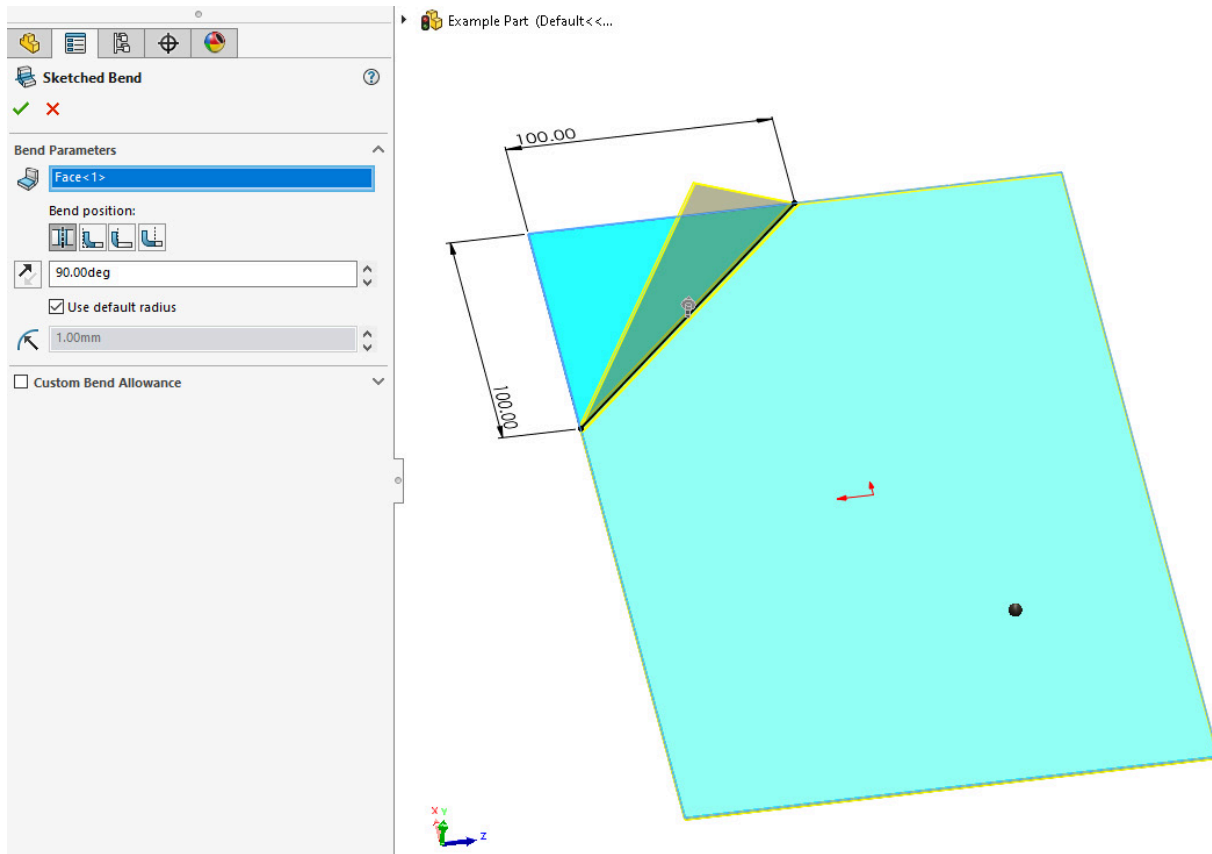 Example Part (Default<<...
Sketched Bend
Bend Parameters
Face<1>
Bend position:
90.00deg
Use default radius
1.00mm
Custom Bend Allowance
100.00
100.00
x
y
z